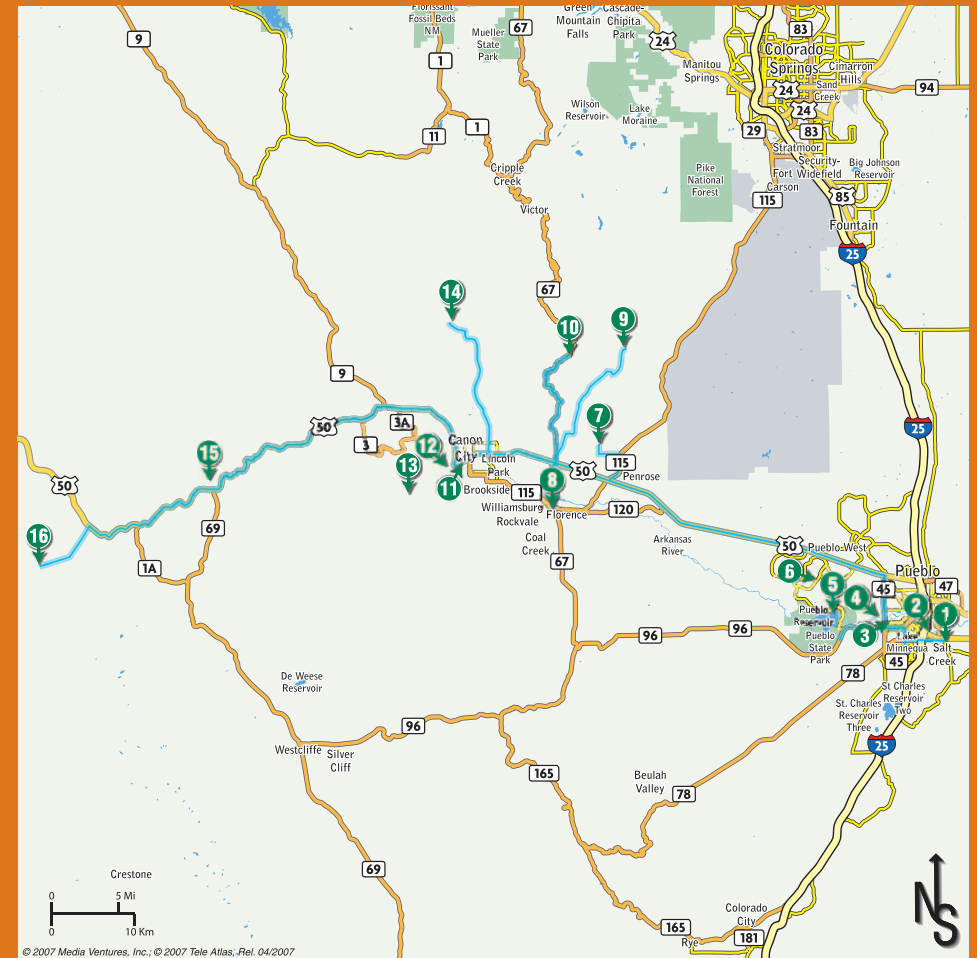 Florissant
Fossil Beds
NM
Mueller
State
Park
67
Green
Mountain
Falls
Cascade-
Chipita
Park
24
Manitou
Springs
83
Colorado
Springs
Cimarron
Hills
24
Sand
Creek
94
9
1
11
1
Wilson
Reservoir
Lake
Moraine
24
29
83
Stratmoor
Security-
Widefield
Big Johnson
Reservoir
Cripple
Creek
Pike
National
Forest
Fort
Carson
115
85
Victor
Fountain
25
67
14
10
9
9
7
50
3A
3
12
Canon
City
Lincoln
Park
25
15
13
11
50
115
Penrose
50
Brookside
115
8
Williamsburg
Rockvale
Florence
120
16
69
1A
Coal
Creek
67
Arkansas
River
50
Pueblo West
Pueblo
6
5
4
45
2
1
47
Pueblo
Reservoir
Pueblo
State
Park
3
Lake
Minnequa
Salt
Creek
45
96
96
78
De Weese
Reservoir
St Charles
Reservoir
Two
St. Charles
Reservoir
Three
25
96
Westcliffe
Silver
Cliff
165
Beulah
Valley
78
69
Crestone
0
5 Mi
0
10 Km
N
S
Colorado
City
165
Rye
181
© 2007 Media Ventures, Inc.; © 2007 Tele Atlas, Rel. 04/2007